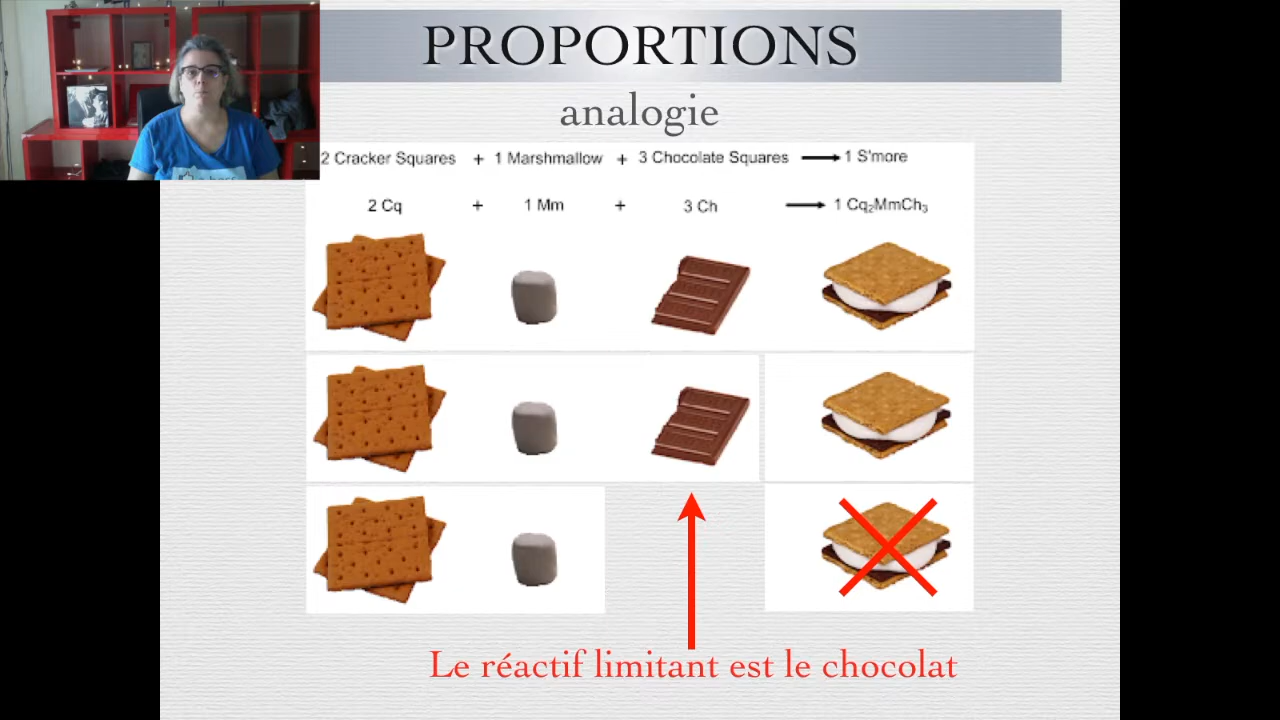 PROPORTIONS
analogie
2 Cracker Squares + 1 Marshmallow + 3 Chocolate Squares ⟶ 1 S'more
2 Cq + 1 Mm + 3 Ch ⟶ 1 Cq₂MmCh₃
Le réactif limitant est le chocolat